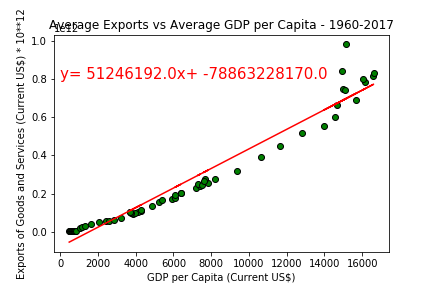 Average Exports vs Average GDP per Capita - 1960-2017
1e12
y= 51246192.0x+ -78863228170.0
Exports of Goods and Services (Current US$) * 10**12
1.0
0.8
0.6
0.4
0.2
0.0
0 2000 4000 6000 8000 10000 12000 14000 16000
GDP per Capita (Current US$)